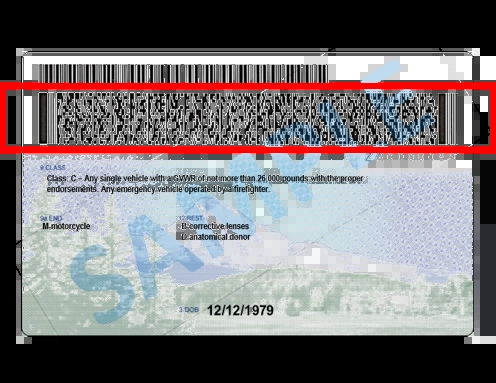 9 CLASS
Class: C – Any single vehicle with a GVWR of not more than 26,000 pounds with the proper
endorsements. Any emergency vehicle operated by a firefighter.
9a END
12 REST
M:motorcycle
B:corrective lenses
D:anatomical donor
SAMPLE
3 DOB 12/12/1979